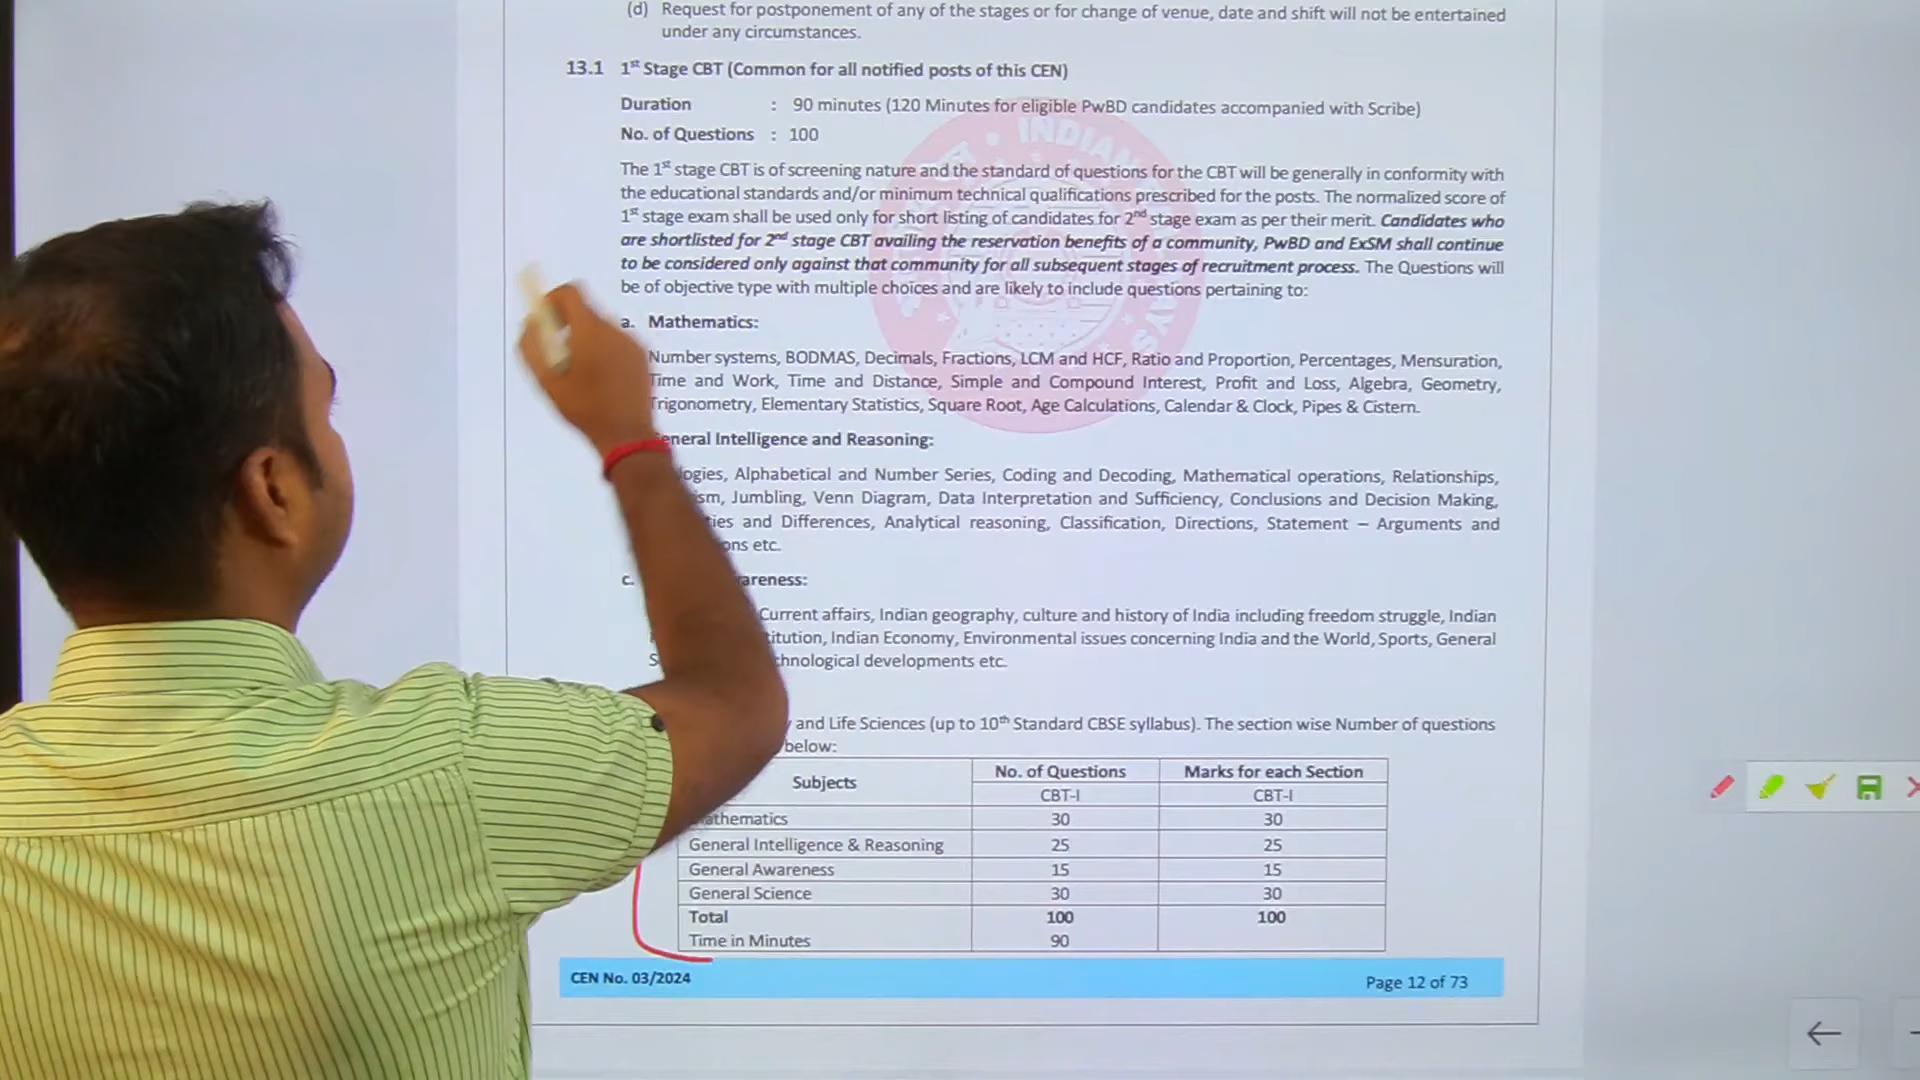 (d) Request for postponement of any of the stages or for change of venue, date and shift will not be entertained
under any circumstances.
13.1 1st Stage CBT (Common for all notified posts of this CEN)
Duration : 90 minutes (120 Minutes for eligible PwBD candidates accompanied with Scribe)
No. of Questions : 100
The 1st stage CBT is of screening nature and the standard of questions for the CBT will be generally in conformity with
the educational standards and/or minimum technical qualifications prescribed for the posts. The normalized score of
1st stage exam shall be used only for short listing of candidates for 2nd stage exam as per their merit. Candidates who
are shortlisted for 2nd stage CBT availing the reservation benefits of a community, PwBD and ExSM shall continue
to be considered only against that community for all subsequent stages of recruitment process. The Questions will
be of objective type with multiple choices and are likely to include questions pertaining to:
a. Mathematics:
Number systems, BODMAS, Decimals, Fractions, LCM and HCF, Ratio and Proportion, Percentages, Mensuration,
Time and Work, Time and Distance, Simple and Compound Interest, Profit and Loss, Algebra, Geometry,
Trigonometry, Elementary Statistics, Square Root, Age Calculations, Calendar & Clock, Pipes & Cistern.
General Intelligence and Reasoning:
Alphabetical and Number Series, Coding and Decoding, Mathematical operations, Relationships,
Jumbling, Venn Diagram, Data Interpretation and Sufficiency, Conclusions and Decision Making,
and Differences, Analytical reasoning, Classification, Directions, Statement – Arguments and
etc.
c.
Current affairs, Indian geography, culture and history of India including freedom struggle, Indian
Indian Economy, Environmental issues concerning India and the World, Sports, General
developments etc.
and Life Sciences (up to 10th Standard CBSE syllabus). The section wise Number of questions
below:
Subjects No. of Questions Marks for each Section
CBT-I CBT-I
Mathematics 30 30
General Intelligence & Reasoning 25 25
General Awareness 15 15
General Science 30 30
Total 100 100
Time in Minutes 90
CEN No. 03/2024 Page 12 of 73